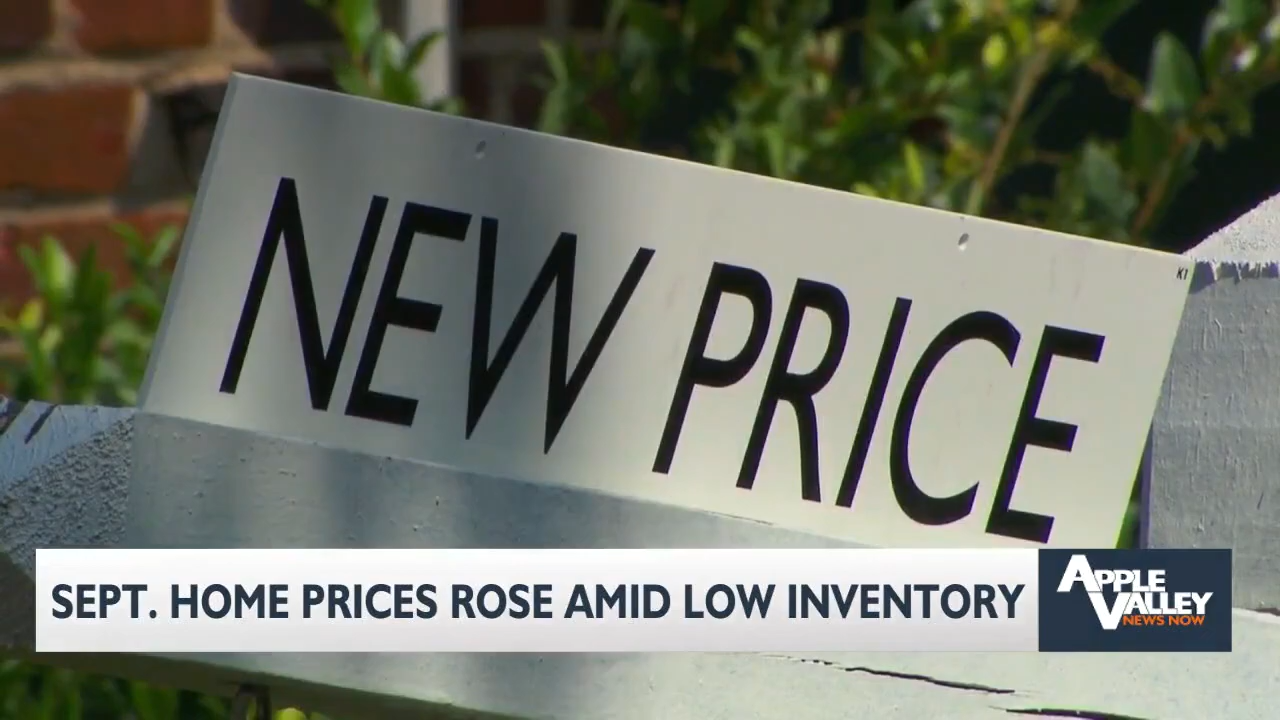 NEW PRICE
K1
SEPT. HOME PRICES ROSE AMID LOW INVENTORY
APPLE
VALLEY
NEWS NOW